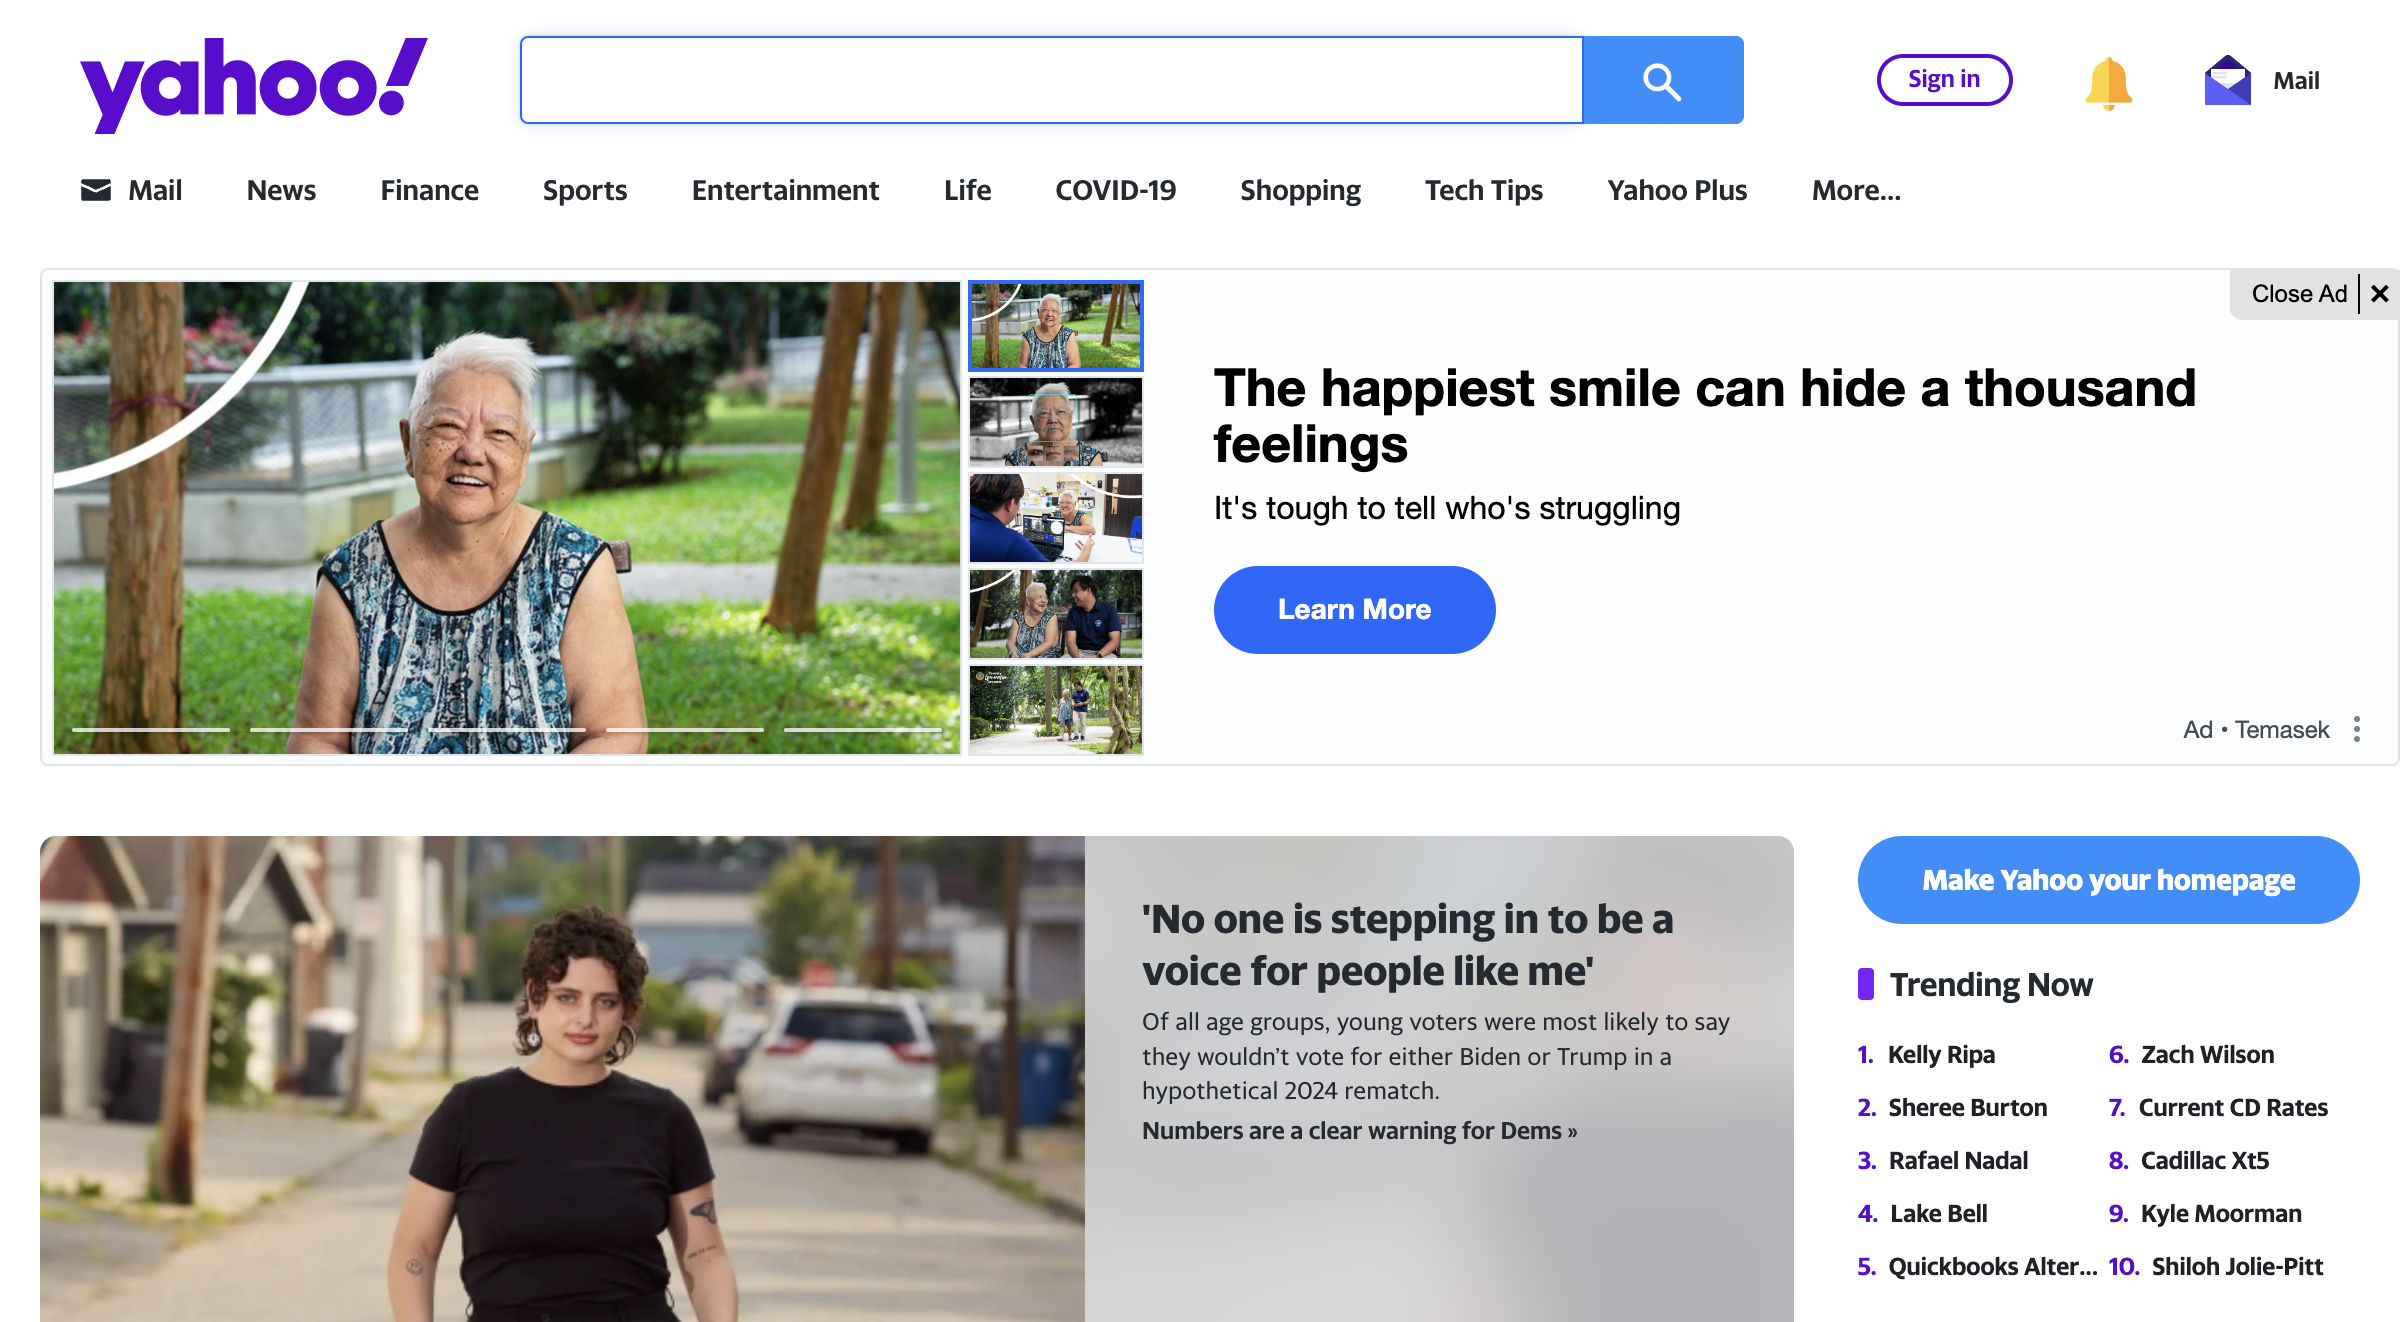 yahoo!
Sign in
Mail
Mail
News
Finance
Sports
Entertainment
Life
COVID-19
Shopping
Tech Tips
Yahoo Plus
More...
Close Ad
The happiest smile can hide a thousand
feelings
It's tough to tell who's struggling
Learn More
Ad • Temasek
'No one is stepping in to be a
voice for people like me'
Of all age groups, young voters were most likely to say
they wouldn’t vote for either Biden or Trump in a
hypothetical 2024 rematch.
Numbers are a clear warning for Dems »
Make Yahoo your homepage
Trending Now
1. Kelly Ripa
2. Sheree Burton
3. Rafael Nadal
4. Lake Bell
5. Quickbooks Alter...
6. Zach Wilson
7. Current CD Rates
8. Cadillac Xt5
9. Kyle Moorman
10. Shiloh Jolie-Pitt